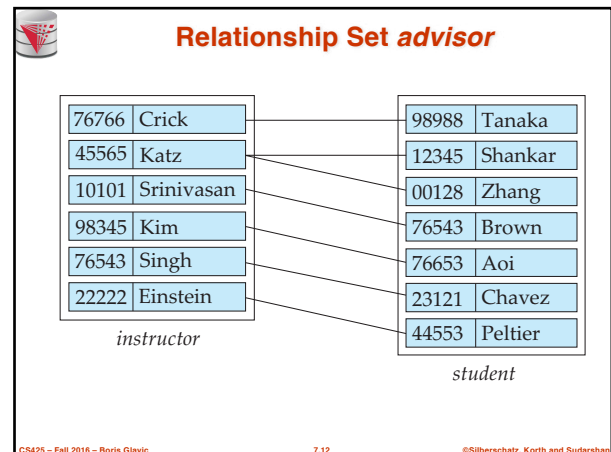 Relationship Set advisor
76766 Crick
45565 Katz
10101 Srinivasan
98345 Kim
76543 Singh
22222 Einstein
instructor
98988 Tanaka
12345 Shankar
00128 Zhang
76543 Brown
76653 Aoi
23121 Chavez
44553 Peltier
student
CS425 – Fall 2016 – Boris Glavic 7.12 ©Silberschatz, Korth and Sudarshan